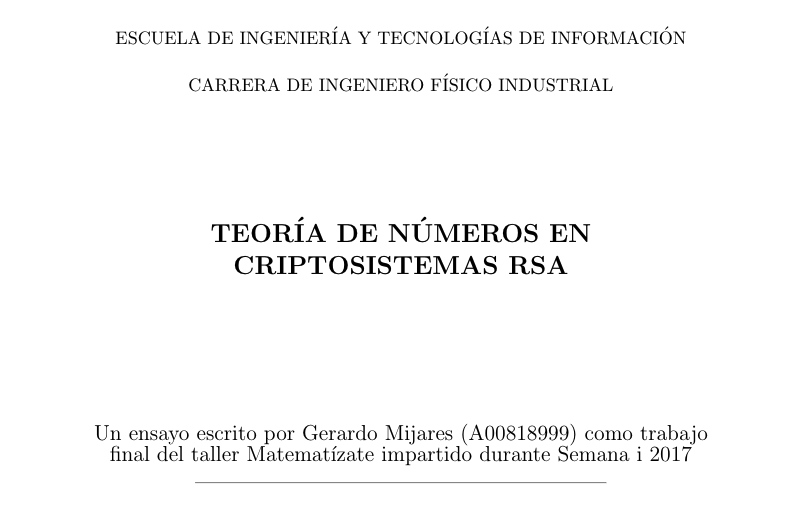 ESCUELA DE INGENIERÍA Y TECNOLOGÍAS DE INFORMACIÓN
CARRERA DE INGENIERO FÍSICO INDUSTRIAL
TEORÍA DE NÚMEROS EN
CRIPTOSISTEMAS RSA
Un ensayo escrito por Gerardo Mijares (A00818999) como trabajo
final del taller Matematízate impartido durante Semana i 2017